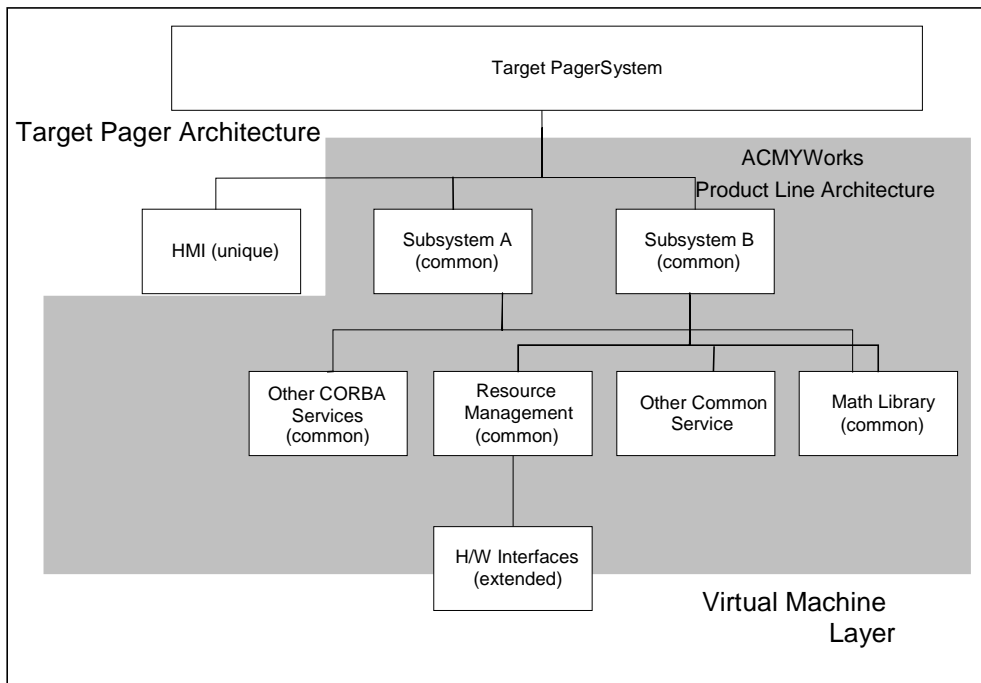 Target PagerSystem
Target Pager Architecture
ACMYWorks
Product Line Architecture
HMI (unique)
Subsystem A
(common)
Subsystem B
(common)
Other CORBA
Services
(common)
Resource
Management
(common)
Other Common
Service
Math Library
(common)
H/W Interfaces
(extended)
Virtual Machine
Layer